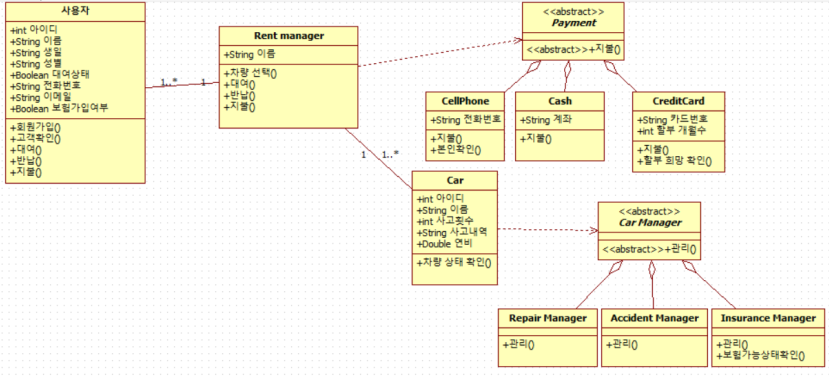 사용자
+int 아이디
+String 이름
+String 생일
+String 성별
+Boolean 대여상태
+String 전화번호
+String 이메일
+Boolean 보험가입여부
+회원가입()
+고객확인()
+대여()
+반납()
+지불()
1..*
1
Rent manager
+String 이름
+차량 선택()
+대여()
+반납()
+지불()
<<abstract>>
Payment
<<abstract>>+지불()
CellPhone
+String 전화번호
+지불()
+본인확인()
Cash
+String 계좌
+지불()
CreditCard
+String 카드번호
+int 할부 개월수
+지불()
+할부 희망 확인()
1
1..*
Car
+int 아이디
+String 이름
+int 사고횟수
+String 사고내역
+Double 연비
+차량 상태 확인()
<<abstract>>
Car Manager
<<abstract>>+관리()
Repair Manager
+관리()
Accident Manager
+관리()
Insurance Manager
+관리()
+보험가능상태확인()